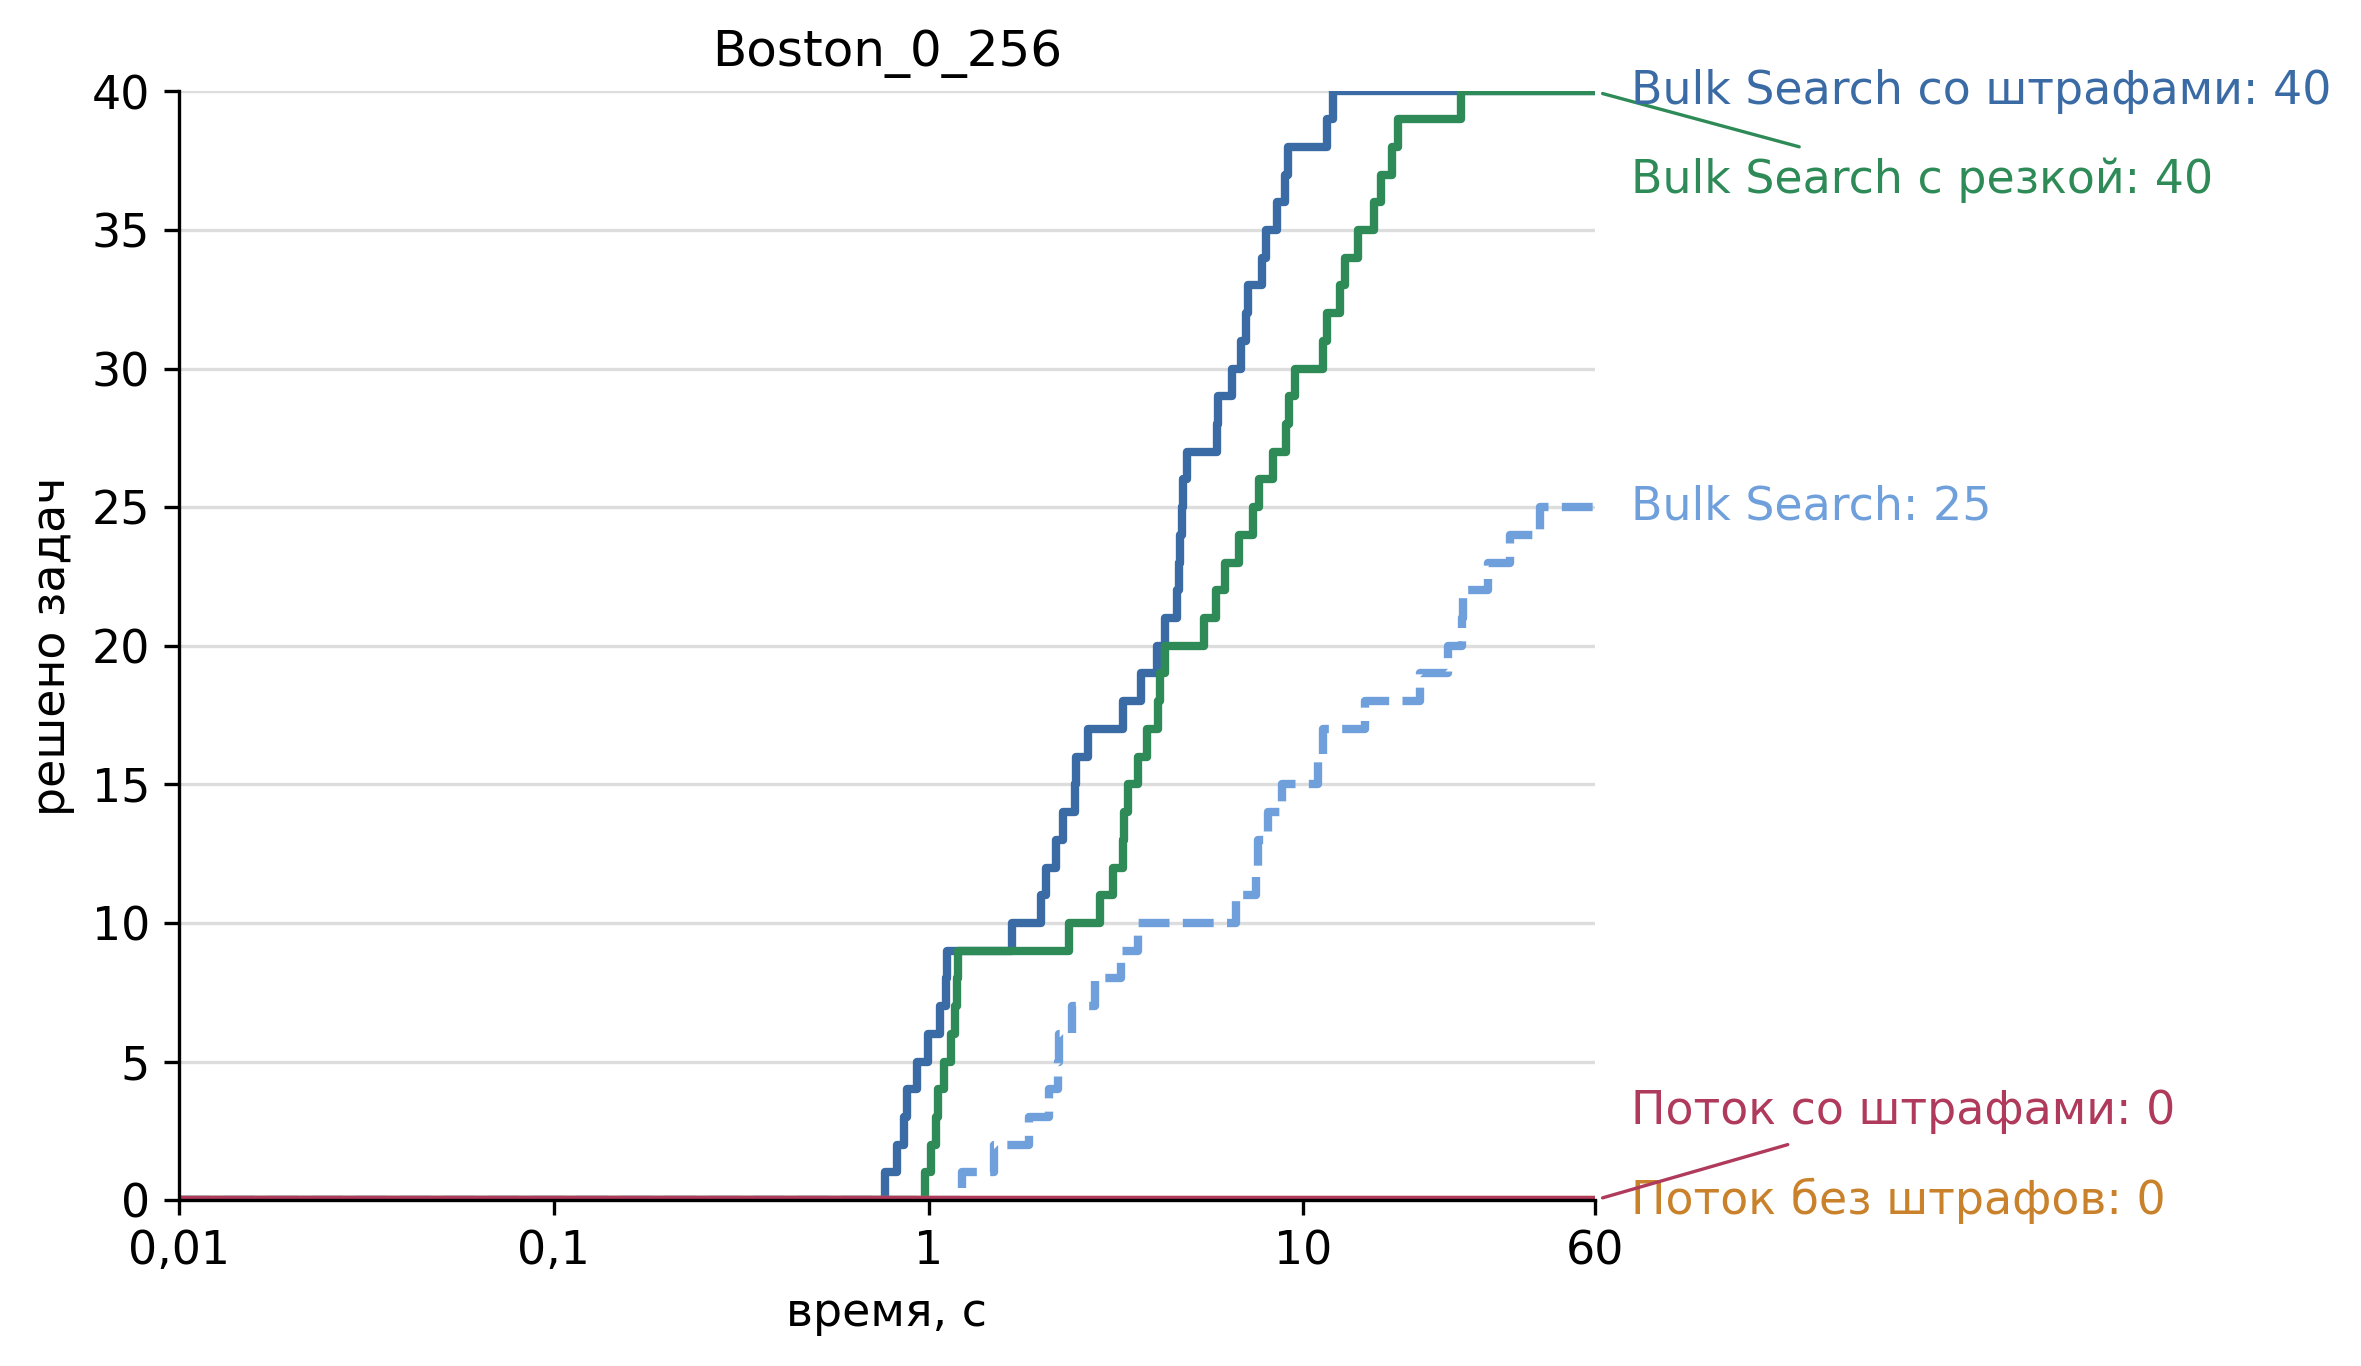 Boston_0_256
40
35
30
25
20
15
10
5
0
решено задач
0,01
0,1
1
10
60
время, с
Bulk Search со штрафами: 40
Bulk Search с резкой: 40
Bulk Search: 25
Поток со штрафами: 0
Поток без штрафов: 0